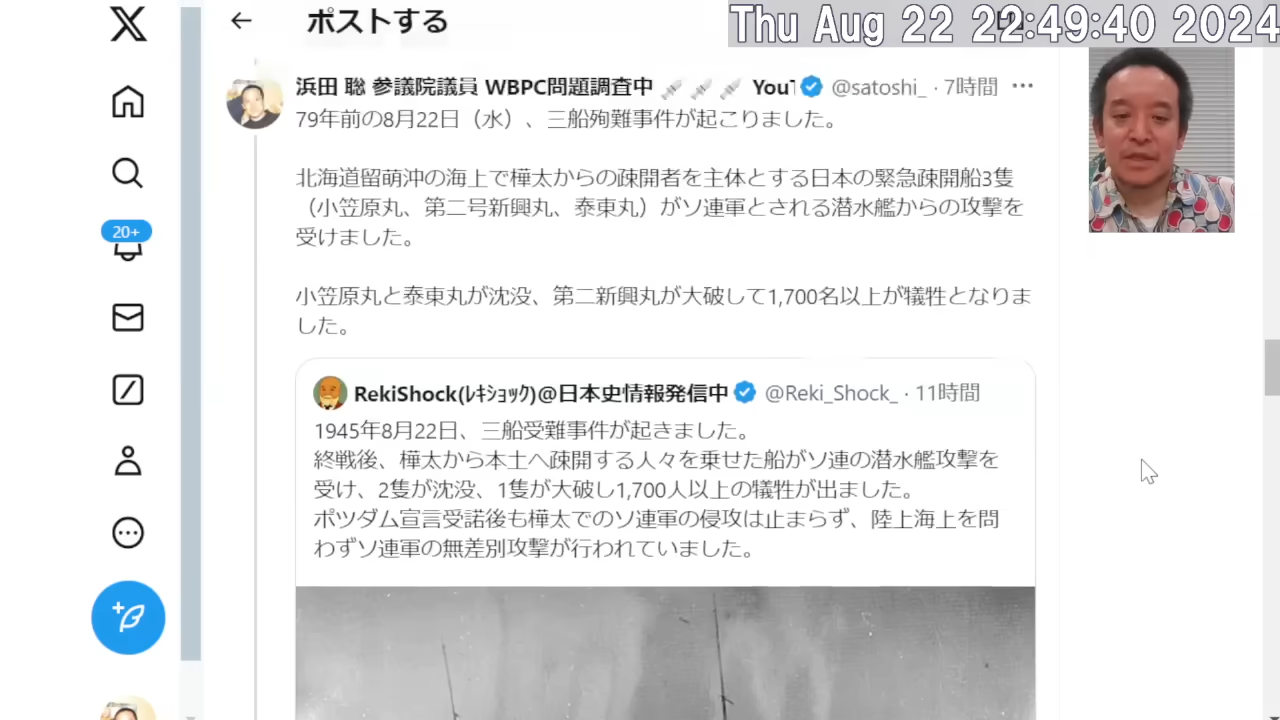 ポストする
Thu Aug 22 22:49:40 2024
浜田 聡 参議院議員 WBPC問題調査中 You @satoshi_ · 7時間
79年前の8月22日（水）、三船殉難事件が起こりました。
北海道留萌沖の海上で樺太からの疎開者を主体とする日本の緊急疎開船3隻
（小笠原丸、第二号新興丸、泰東丸）がソ連軍とされる潜水艦からの攻撃を
受けました。
小笠原丸と泰東丸が沈没、第二新興丸が大破して1,700名以上が犠牲となりま
した。
20+
RekiShock(ﾚｷｼｮｯｸ)@日本史情報発信中 @Reki_Shock_ · 11時間
1945年8月22日、三船受難事件が起きました。
終戦後、樺太から本土へ疎開する人々を乗せた船がソ連の潜水艦攻撃を
受け、2隻が沈没、1隻が大破し1,700人以上の犠牲が出ました。
ポツダム宣言受諾後も樺太でのソ連軍の侵攻は止まらず、陸上海上を問
わずソ連軍の無差別攻撃が行われていました。